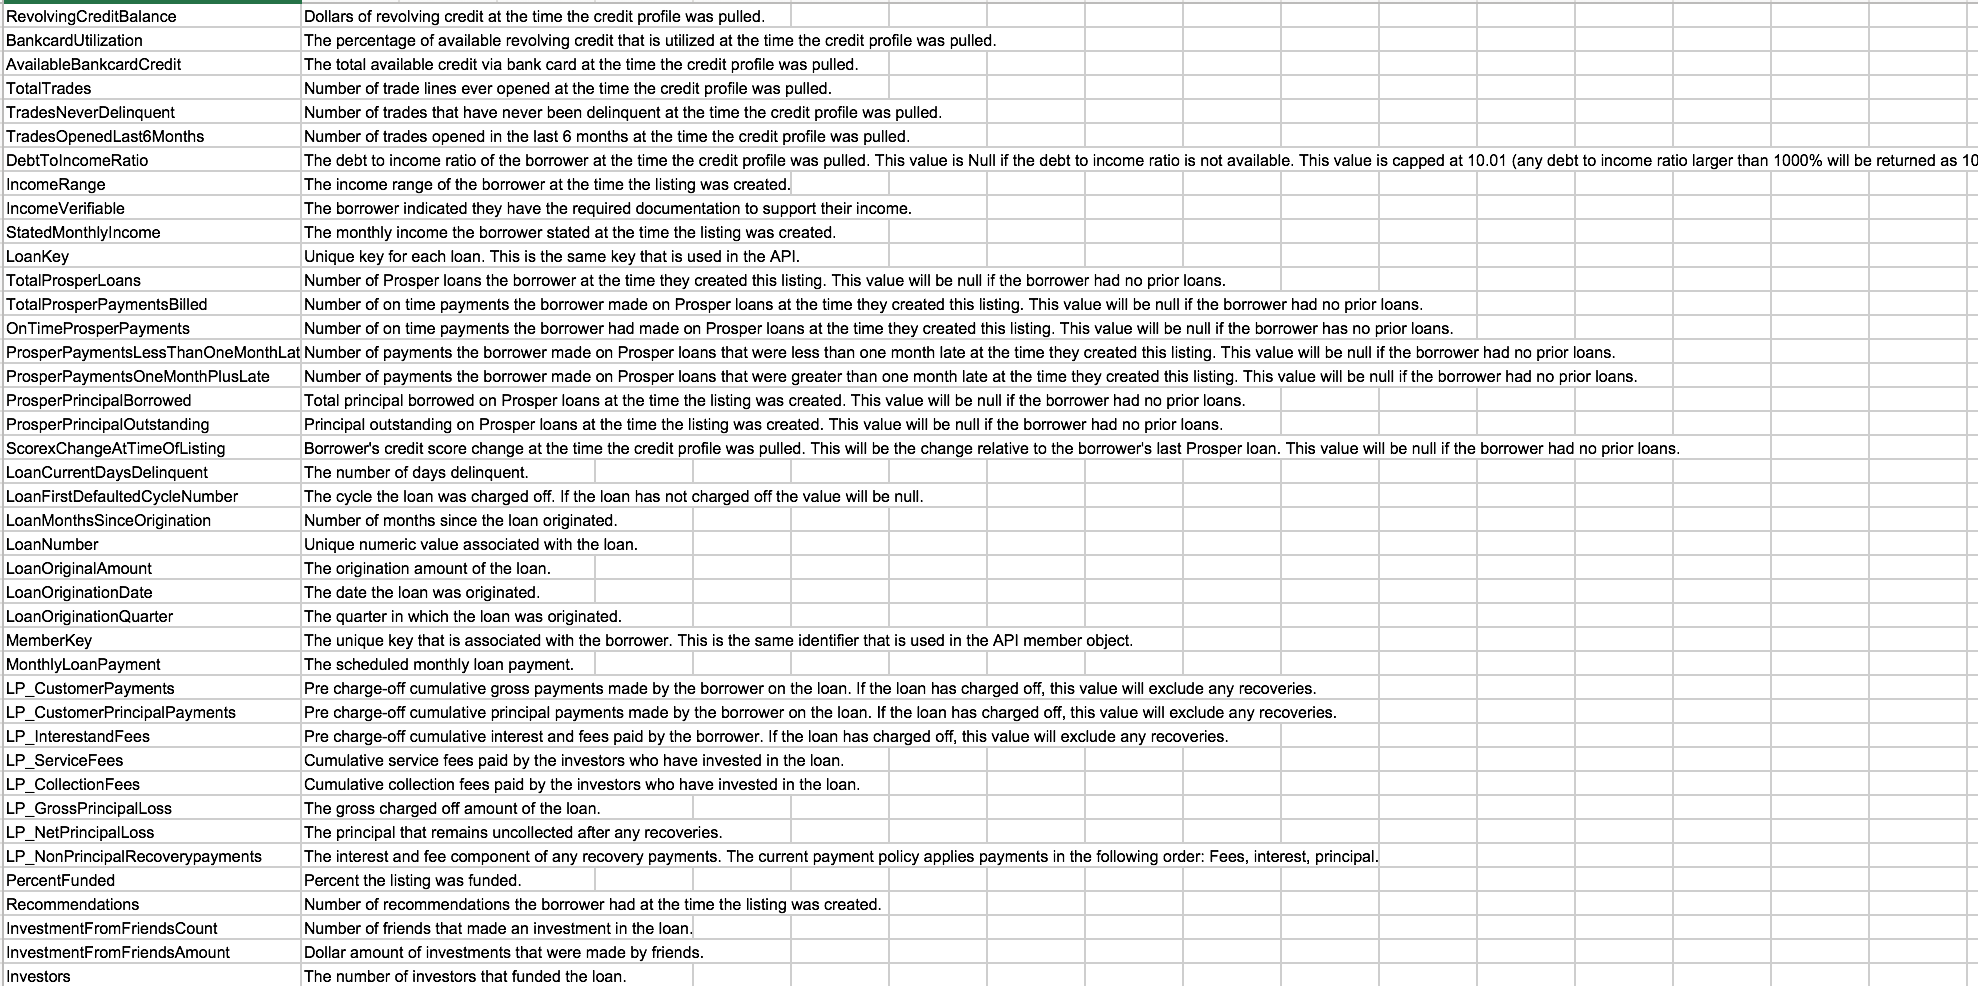 RevolvingCreditBalance Dollars of revolving credit at the time the credit profile was pulled.
BankcardUtilization The percentage of available revolving credit that is utilized at the time the credit profile was pulled.
AvailableBankcardCredit The total available credit via bank card at the time the credit profile was pulled.
TotalTrades Number of trade lines ever opened at the time the credit profile was pulled.
TradesNeverDelinquent Number of trades that have never been delinquent at the time the credit profile was pulled.
TradesOpenedLast6Months Number of trades opened in the last 6 months at the time the credit profile was pulled.
DebtToIncomeRatio The debt to income ratio of the borrower at the time the credit profile was pulled. This value is Null if the debt to income ratio is not available. This value is capped at 10.01 (any debt to income ratio larger than 1000% will be returned as 10
IncomeRange The income range of the borrower at the time the listing was created.
IncomeVerifiable The borrower indicated they have the required documentation to support their income.
StatedMonthlyIncome The monthly income the borrower stated at the time the listing was created.
LoanKey Unique key for each loan. This is the same key that is used in the API.
TotalProsperLoans Number of Prosper loans the borrower at the time they created this listing. This value will be null if the borrower had no prior loans.
TotalProsperPaymentsBilled Number of on time payments the borrower made on Prosper loans at the time they created this listing. This value will be null if the borrower had no prior loans.
OnTimeProsperPayments Number of on time payments the borrower had made on Prosper loans at the time they created this listing. This value will be null if the borrower has no prior loans.
ProsperPaymentsLessThanOneMonthLat Number of payments the borrower made on Prosper loans that were less than one month late at the time they created this listing. This value will be null if the borrower had no prior loans.
ProsperPaymentsOneMonthPlusLate Number of payments the borrower made on Prosper loans that were greater than one month late at the time they created this listing. This value will be null if the borrower had no prior loans.
ProsperPrincipalBorrowed Total principal borrowed on Prosper loans at the time the listing was created. This value will be null if the borrower had no prior loans.
ProsperPrincipalOutstanding Principal outstanding on Prosper loans at the time the listing was created. This value will be null if the borrower had no prior loans.
ScorexChangeAtTimeOfListing Borrower's credit score change at the time the credit profile was pulled. This will be the change relative to the borrower's last Prosper loan. This value will be null if the borrower had no prior loans.
LoanCurrentDaysDelinquent The number of days delinquent.
LoanFirstDefaultedCycleNumber The cycle the loan was charged off. If the loan has not charged off the value will be null.
LoanMonthsSinceOrigination Number of months since the loan originated.
LoanNumber Unique numeric value associated with the loan.
LoanOriginalAmount The origination amount of the loan.
LoanOriginationDate The date the loan was originated.
LoanOriginationQuarter The quarter in which the loan was originated.
MemberKey The unique key that is associated with the borrower. This is the same identifier that is used in the API member object.
MonthlyLoanPayment The scheduled monthly loan payment.
LP_CustomerPayments Pre charge-off cumulative gross payments made by the borrower on the loan. If the loan has charged off, this value will exclude any recoveries.
LP_CustomerPrincipalPayments Pre charge-off cumulative principal payments made by the borrower on the loan. If the loan has charged off, this value will exclude any recoveries.
LP_InterestandFees Pre charge-off cumulative interest and fees paid by the borrower. If the loan has charged off, this value will exclude any recoveries.
LP_ServiceFees Cumulative service fees paid by the investors who have invested in the loan.
LP_CollectionFees Cumulative collection fees paid by the investors who have invested in the loan.
LP_GrossPrincipalLoss The gross charged off amount of the loan.
LP_NetPrincipalLoss The principal that remains uncollected after any recoveries.
LP_NonPrincipalRecoverypayments The interest and fee component of any recovery payments. The current payment policy applies payments in the following order: Fees, interest, principal.
PercentFunded Percent the listing was funded.
Recommendations Number of recommendations the borrower had at the time the listing was created.
InvestmentFromFriendsCount Number of friends that made an investment in the loan.
InvestmentFromFriendsAmount Dollar amount of investments that were made by friends.
Investors The number of investors that funded the loan.